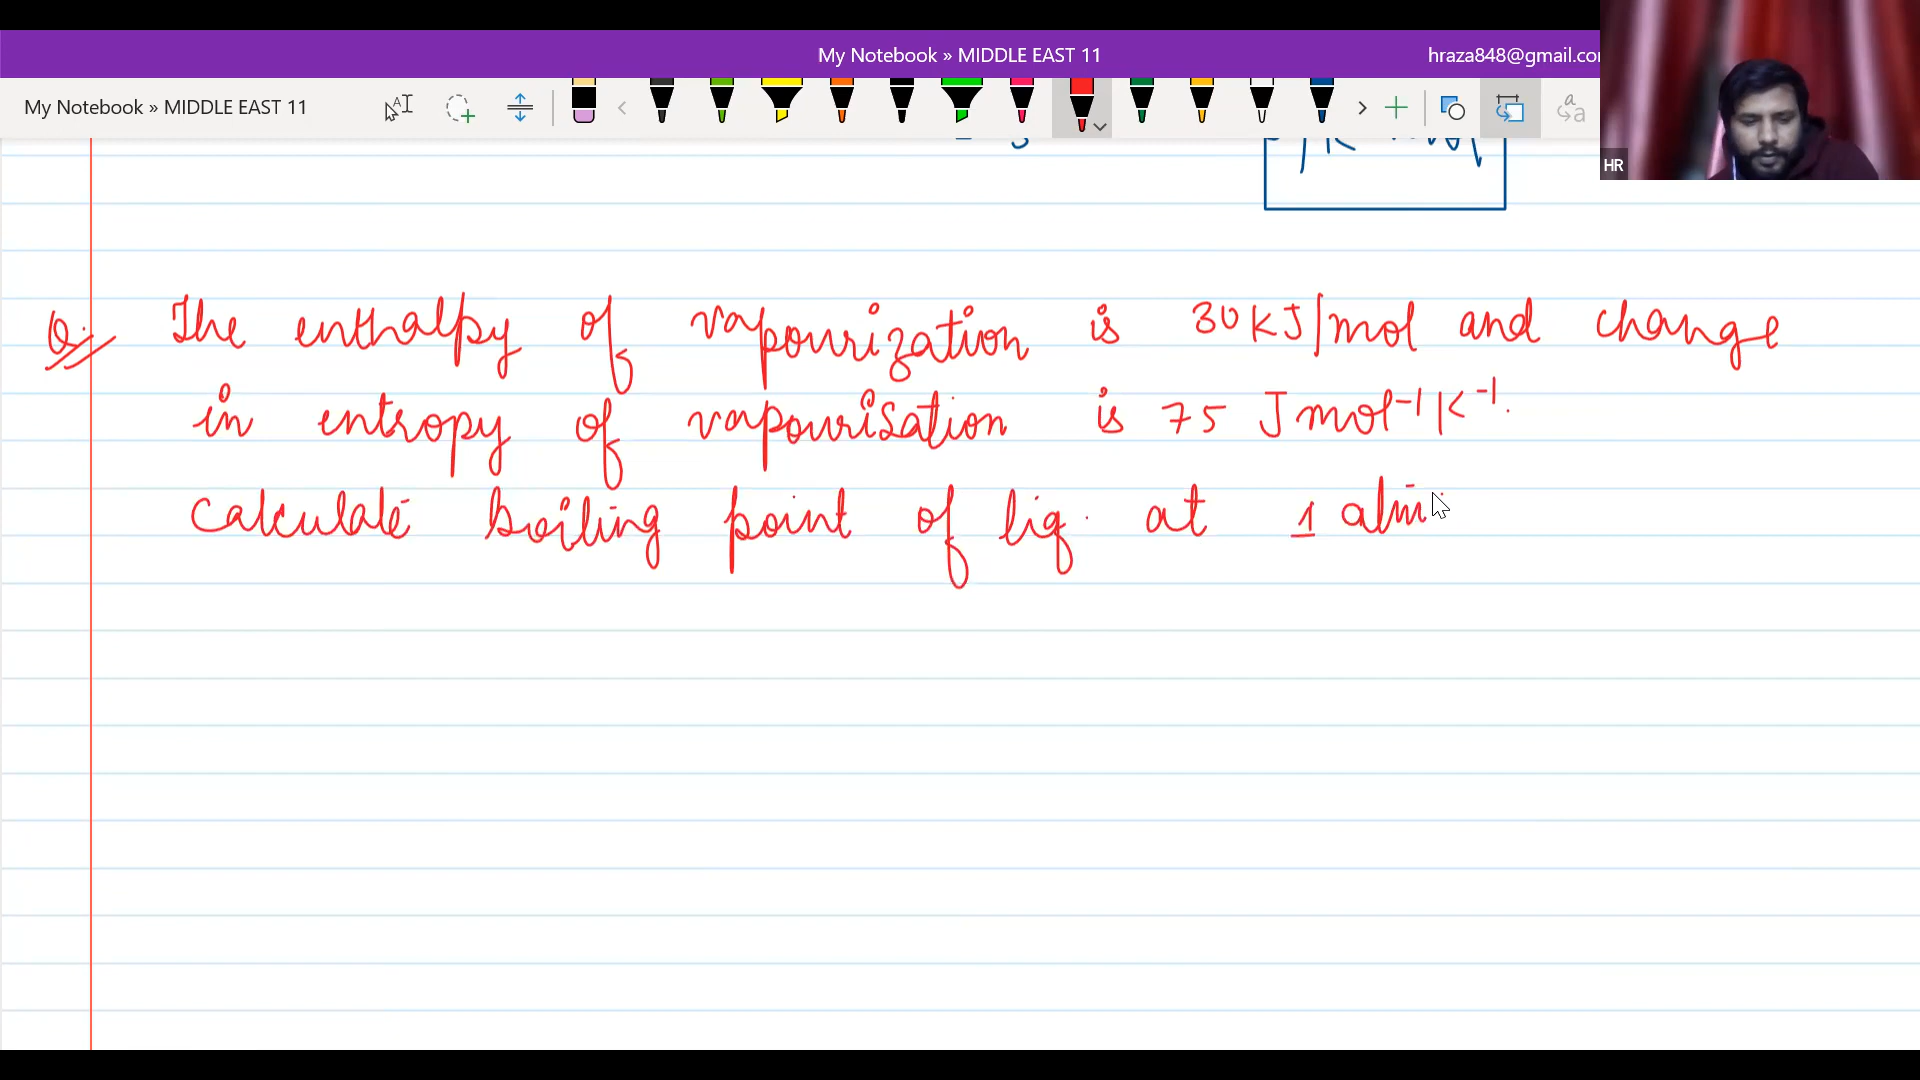 My Notebook » MIDDLE EAST 11
hraza848@gmail.co
My Notebook » MIDDLE EAST 11
HR
Q. The enthalpy of vapourization is 30 KJ/mol and change
in entropy of vapourisation is 75 J mol⁻¹ K⁻¹.
Calculate boiling point of liq. at 1 atm.